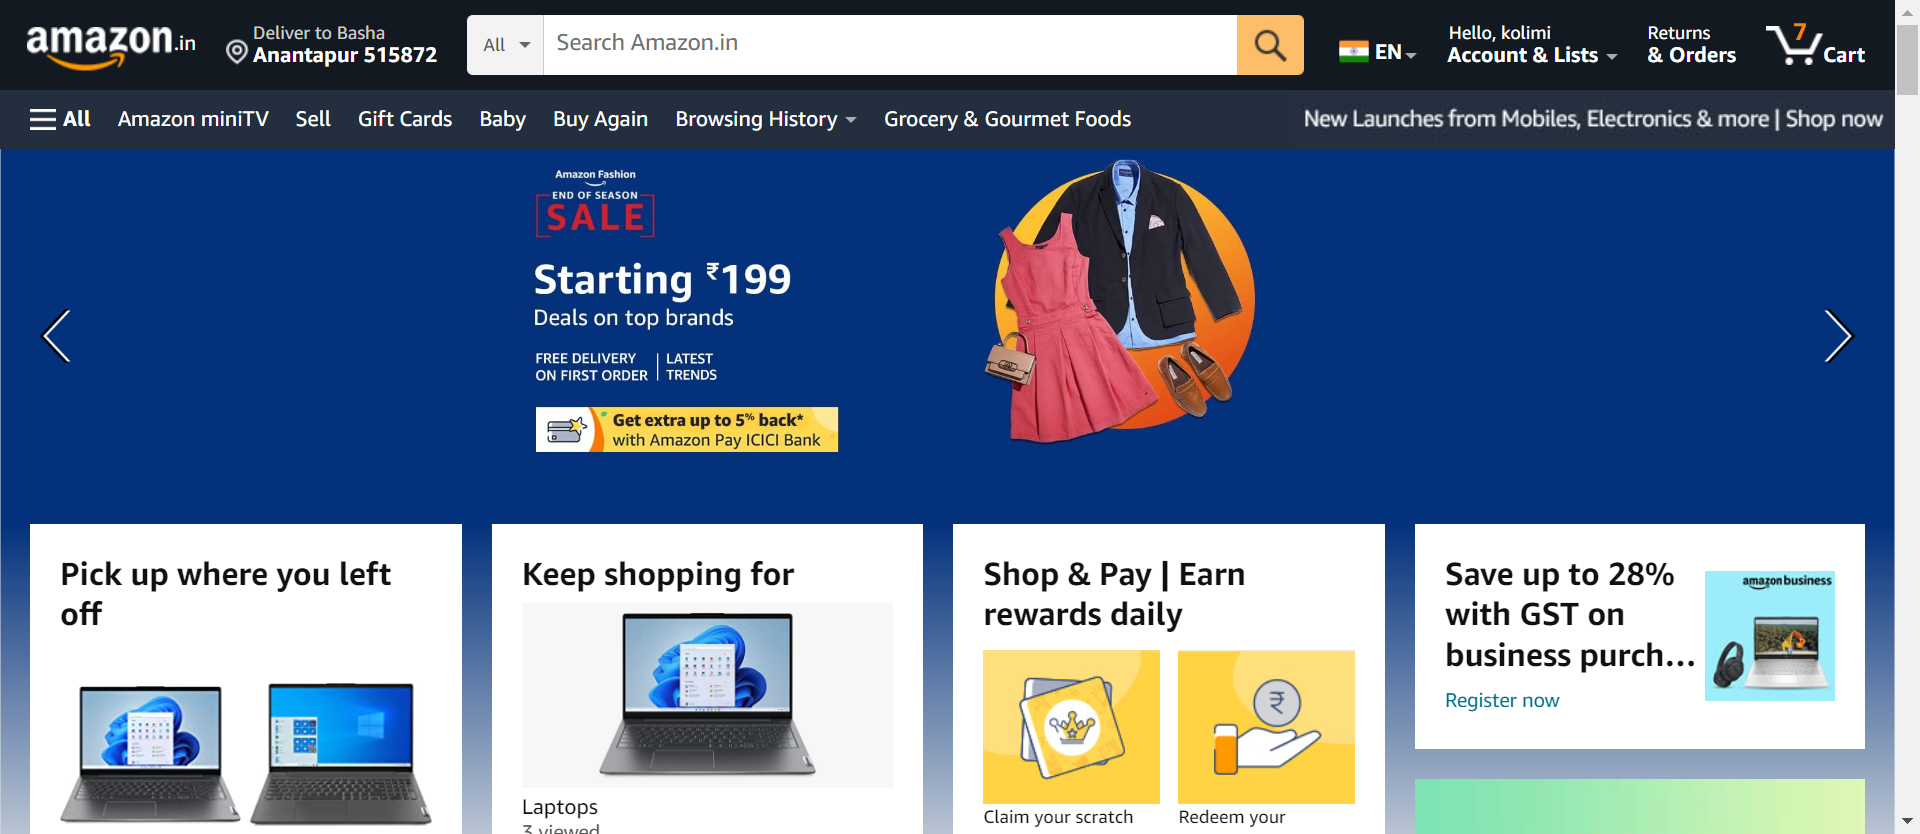 amazon.in
Deliver to Basha
Anantapur 515872
All
Search Amazon.in
EN
Hello, kolimi
Account & Lists
Returns
& Orders
7
Cart
All
Amazon miniTV
Sell
Gift Cards
Baby
Buy Again
Browsing History
Grocery & Gourmet Foods
New Launches from Mobiles, Electronics & more | Shop now
Amazon Fashion
END OF SEASON
SALE
Starting ₹199
Deals on top brands
FREE DELIVERY
ON FIRST ORDER
LATEST
TRENDS
Get extra up to 5% back*
with Amazon Pay ICICI Bank
Pick up where you left
off
Keep shopping for
Laptops
3 viewed
Shop & Pay | Earn
rewards daily
₹
Claim your scratch
Redeem your
Save up to 28%
with GST on
business purch...
Register now
amazon business